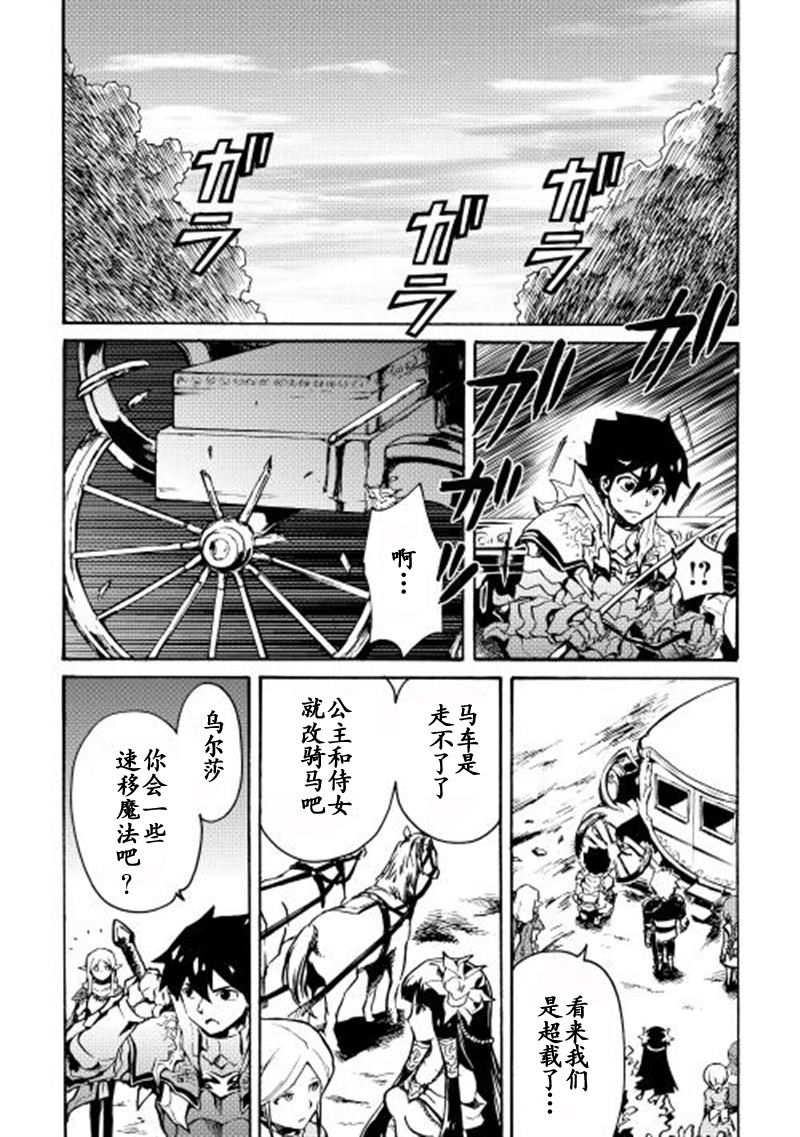 ガラ
ガラ
ガラ
ガガガッ
!?
啊…
看来我们
是超载了…
马车是
走不了了
公主和侍女
就改骑马吧
乌尔莎
你会一些
速移魔法吧？